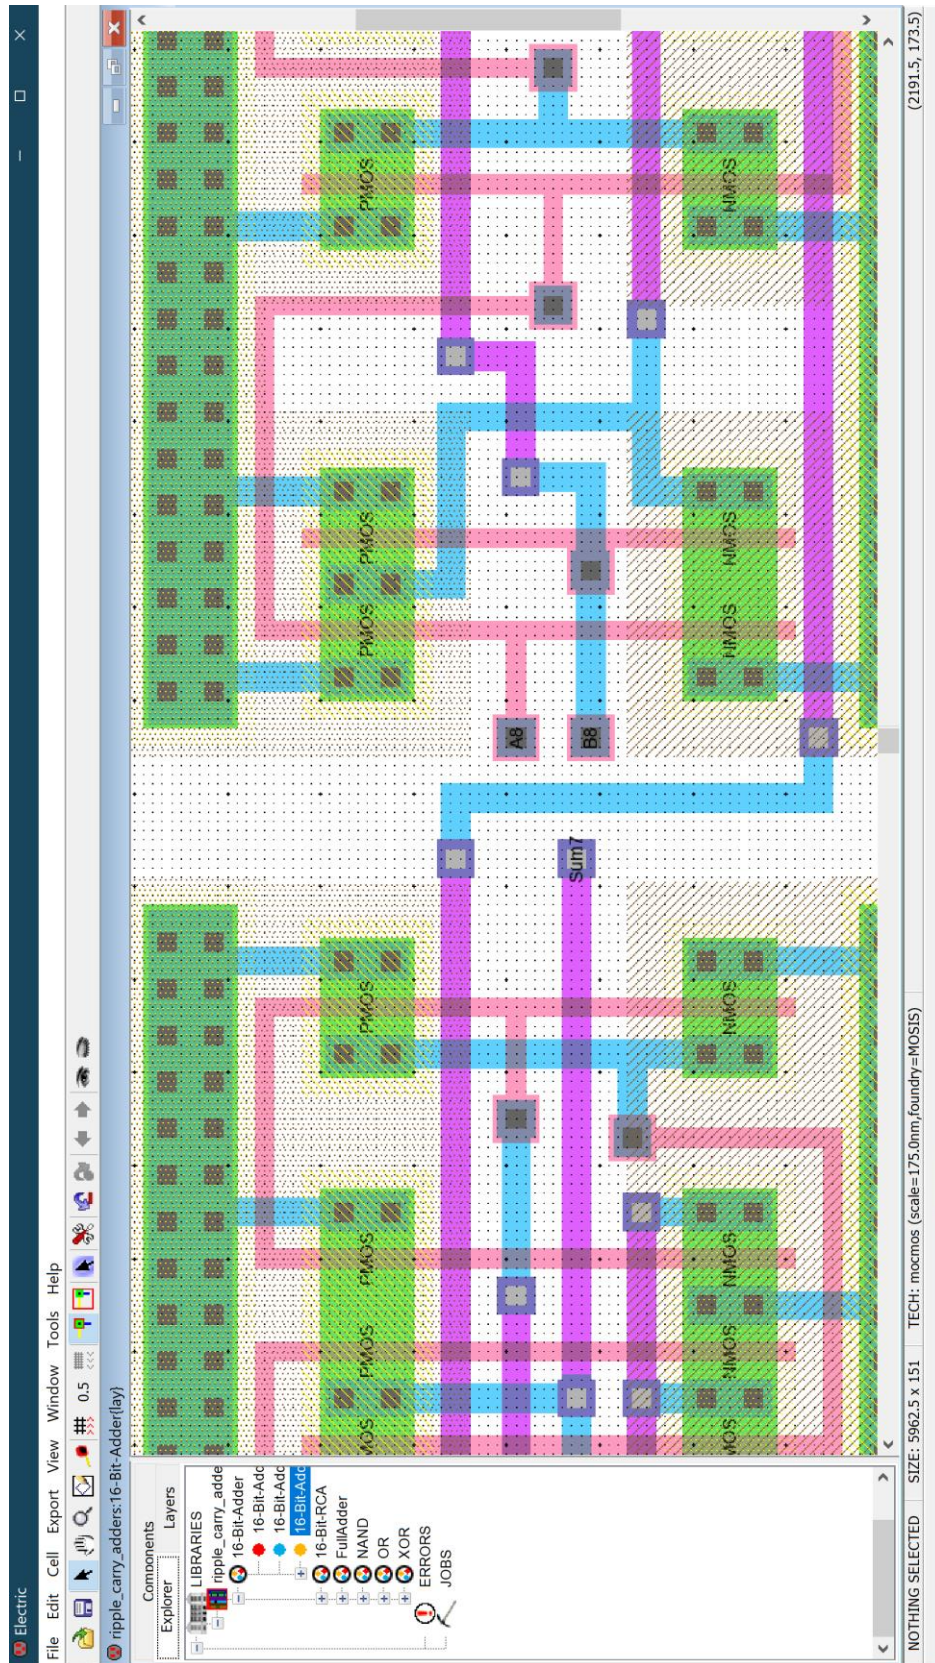 Electric
File Edit Cell Export View Window Tools Help
0.5
ripple_carry_adders:16-Bit-Adder{lay}
Components
Explorer Layers
LIBRARIES
ripple_carry_adde
16-Bit-Adder
16-Bit-Add
16-Bit-Add
16-Bit-Add
16-Bit-RCA
FullAdder
NAND
OR
XOR
ERRORS
JOBS
MOS PMOS PMOS PMOS PMOS PMOS PMOS
A8
Sum7 B8
MOS NMOS NMOS NMOS NMOS NMOS
NOTHING SELECTED SIZE: 5962.5 x 151 TECH: mocmos (scale=175.0nm,foundry=MOSIS) (2191.5, 173.5)